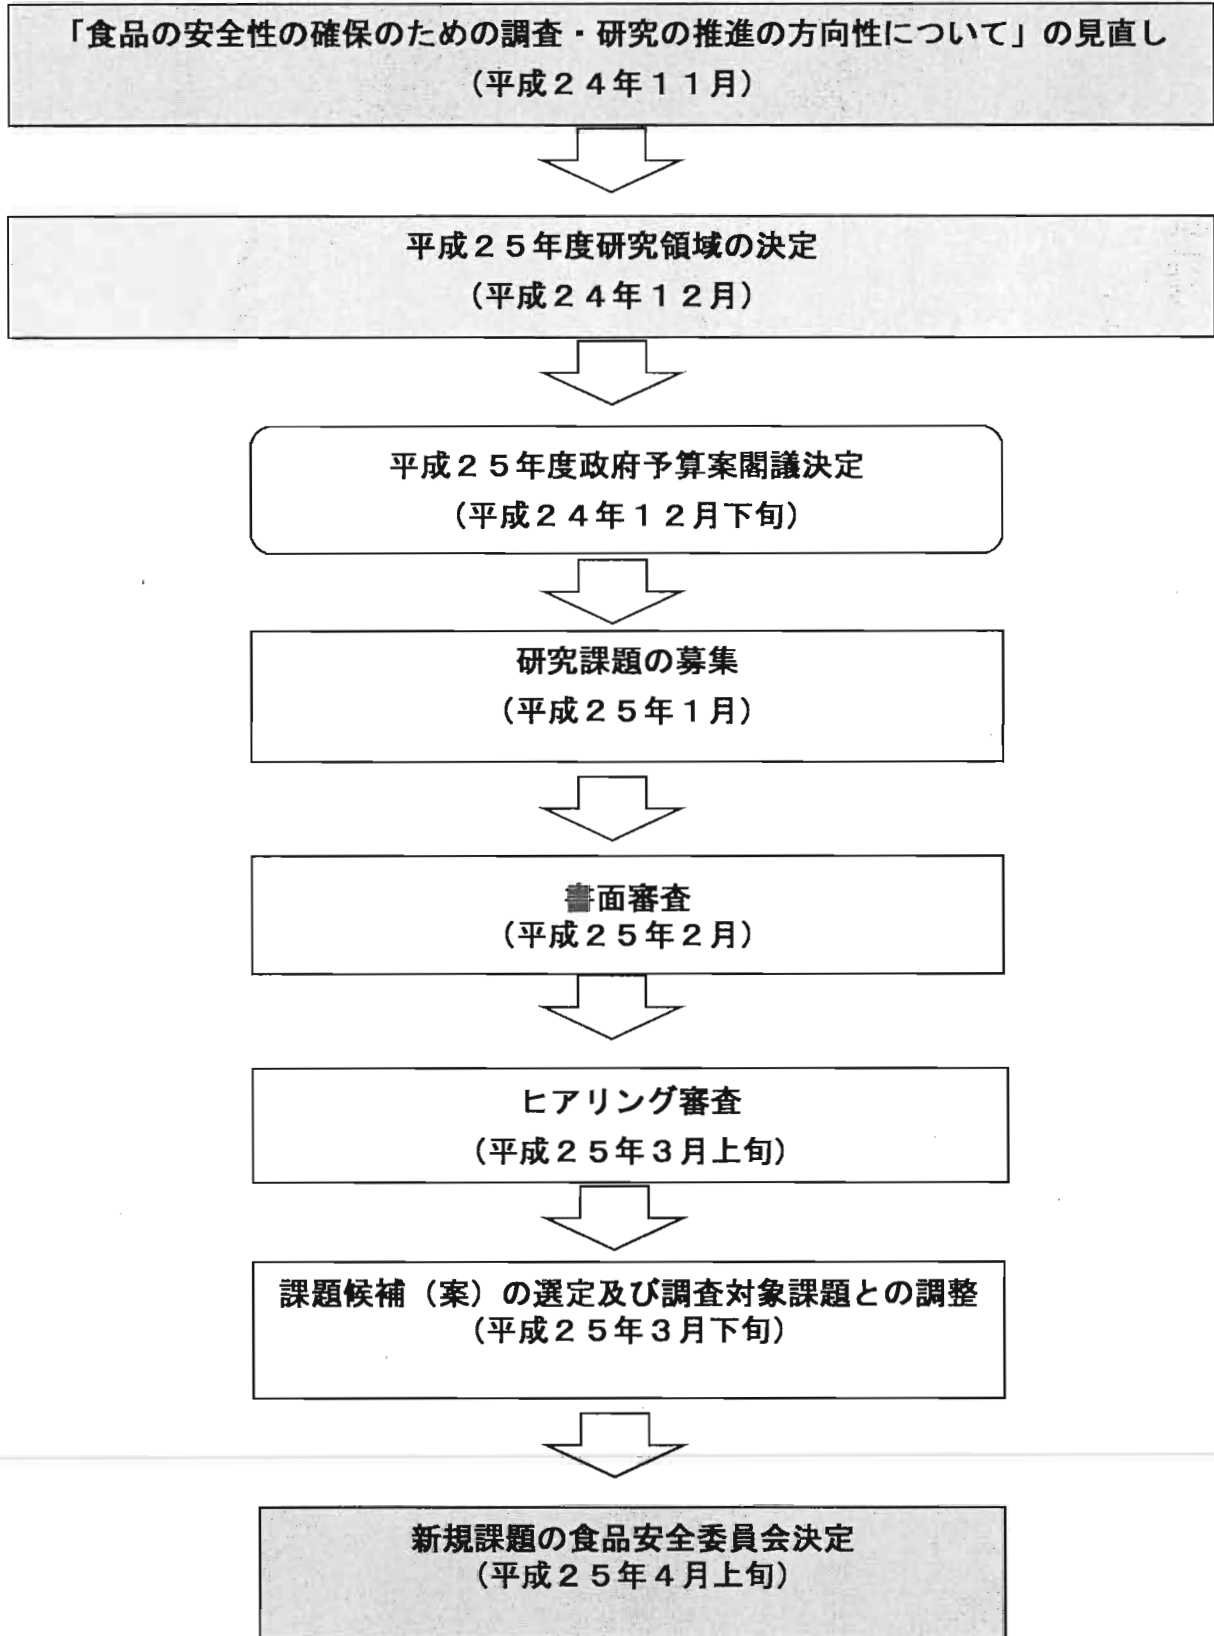 「食品の安全性の確保のための調査・研究の推進の方向性について」の見直し
（平成２４年１１月）
平成２５年度研究領域の決定
（平成２４年１２月）
平成２５年度政府予算案閣議決定
（平成２４年１２月下旬）
研究課題の募集
（平成２５年１月）
書面審査
（平成２５年２月）
ヒアリング審査
（平成２５年３月上旬）
課題候補（案）の選定及び調査対象課題との調整
（平成２５年３月下旬）
新規課題の食品安全委員会決定
（平成２５年４月上旬）